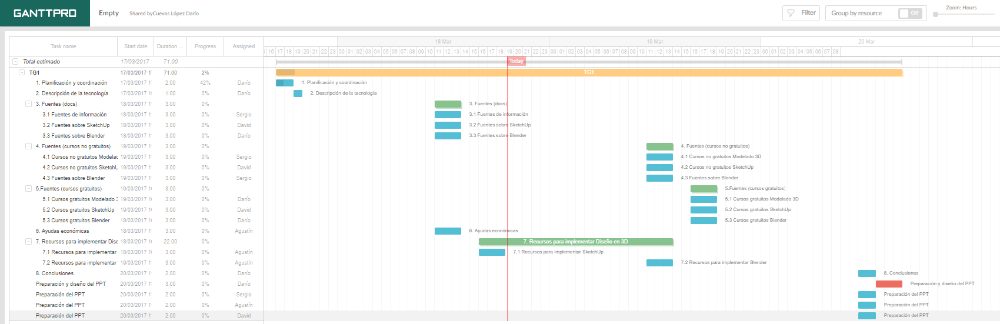 GANTTPRO
Empty
Shared byCuevas López Darío
Filter
Group by resource
Off
Zoom: Hours
Task name Start date Duration ... Progress Assigned
18 Mar 19 Mar 20 Mar
16 17 18 19 20 21 22 23 00 01 02 03 04 05 06 07 08 09 10 11 12 13 14 15 16 17 18 19 20 21 22 23 00 01 02 03 04 05 06 07 08 09 10 11 12 13 14 15 16 17 18 19 20 21 22 23 00 01 02 03 04 05 06 07 08
Today
Total estimado 17/03/2017 71.00
TG1 17/03/2017 1 71.00 2% TG1
1. Planificación y coordinación 17/03/2017 1 2.00 42% Darío 1. Planificación y coordinación
2. Descripción de la tecnología 17/03/2017 1 1.00 0% Darío 2. Descripción de la tecnología
3. Fuentes (docs) 18/03/2017 1 3.00 0% 3. Fuentes (docs)
3.1 Fuentes de información 18/03/2017 1 3.00 0% Sergio 3.1 Fuentes de información
3.2 Fuentes sobre SketchUp 18/03/2017 1 3.00 0% David 3.2 Fuentes sobre SketchUp
3.3 Fuentes sobre Blender 18/03/2017 1 3.00 0% Darío 3.3 Fuentes sobre Blender
4. Fuentes (cursos no gratuitos) 19/03/2017 1 3.00 0% 4. Fuentes (cursos no gratuitos)
4.1 Cursos no gratuitos Modelac 19/03/2017 1 3.00 0% Sergio 4.1 Cursos no gratuitos Modelado 3D
4.2 Cursos no gratuitos SketchL 19/03/2017 1 3.00 0% David 4.2 Cursos no gratuitos SketchUp
4.3 Fuentes sobre Blender 19/03/2017 1 3.00 0% Sergio 4.3 Fuentes sobre Blender
5.Fuentes (cursos gratuitos) 19/03/2017 1 3.00 0% 5.Fuentes (cursos gratuitos)
5.1 Cursos gratuitos Modelado 3 19/03/2017 1 3.00 0% Darío 5.1 Cursos gratuitos Modelado 3D
5.2 Cursos gratuitos SketchUp 19/03/2017 1 3.00 0% David 5.2 Cursos gratuitos SketchUp
5.3 Cursos gratuitos Blender 19/03/2017 1 3.00 0% Darío 5.3 Cursos gratuitos Blender
6. Ayudas económicas 18/03/2017 1 3.00 0% Agustín 6. Ayudas económicas
7. Recursos para implementar Dise 18/03/2017 1 22.00 0% 7. Recursos para implementar Diseño en 3D
7.1 Recursos para implementar 18/03/2017 1 3.00 0% Agustín 7.1 Recursos para implementar SketchUp
7.2 Recursos para implementar 19/03/2017 1 3.00 0% Agustín 7.2 Recursos para implementar Blender
8. Conclusiones 20/03/2017 1 2.00 0% Darío 8. Conclusiones
Preparación y diseño del PPT 20/03/2017 1 3.00 0% Darío Preparación y diseño del PPT
Preparación del PPT 20/03/2017 1 2.00 0% Sergio Preparación del PPT
Preparación del PPT 20/03/2017 1 2.00 0% Agustín Preparación del PPT
Preparación del PPT 20/03/2017 1 2.00 0% David Preparación del PPT